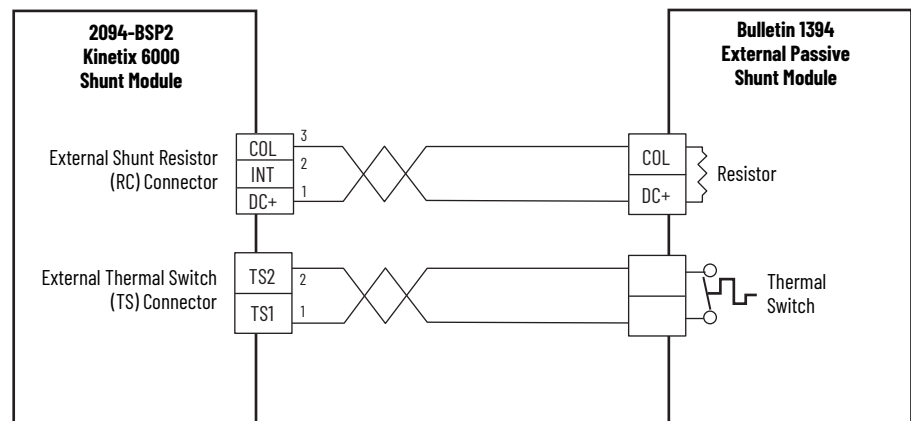 2094-BSP2
Kinetix 6000
Shunt Module
Bulletin 1394
External Passive
Shunt Module
External Shunt Resistor
(RC) Connector
COL
3
INT
2
DC+
1
COL
DC+
Resistor
External Thermal Switch
(TS) Connector
TS2
2
TS1
1
Thermal
Switch